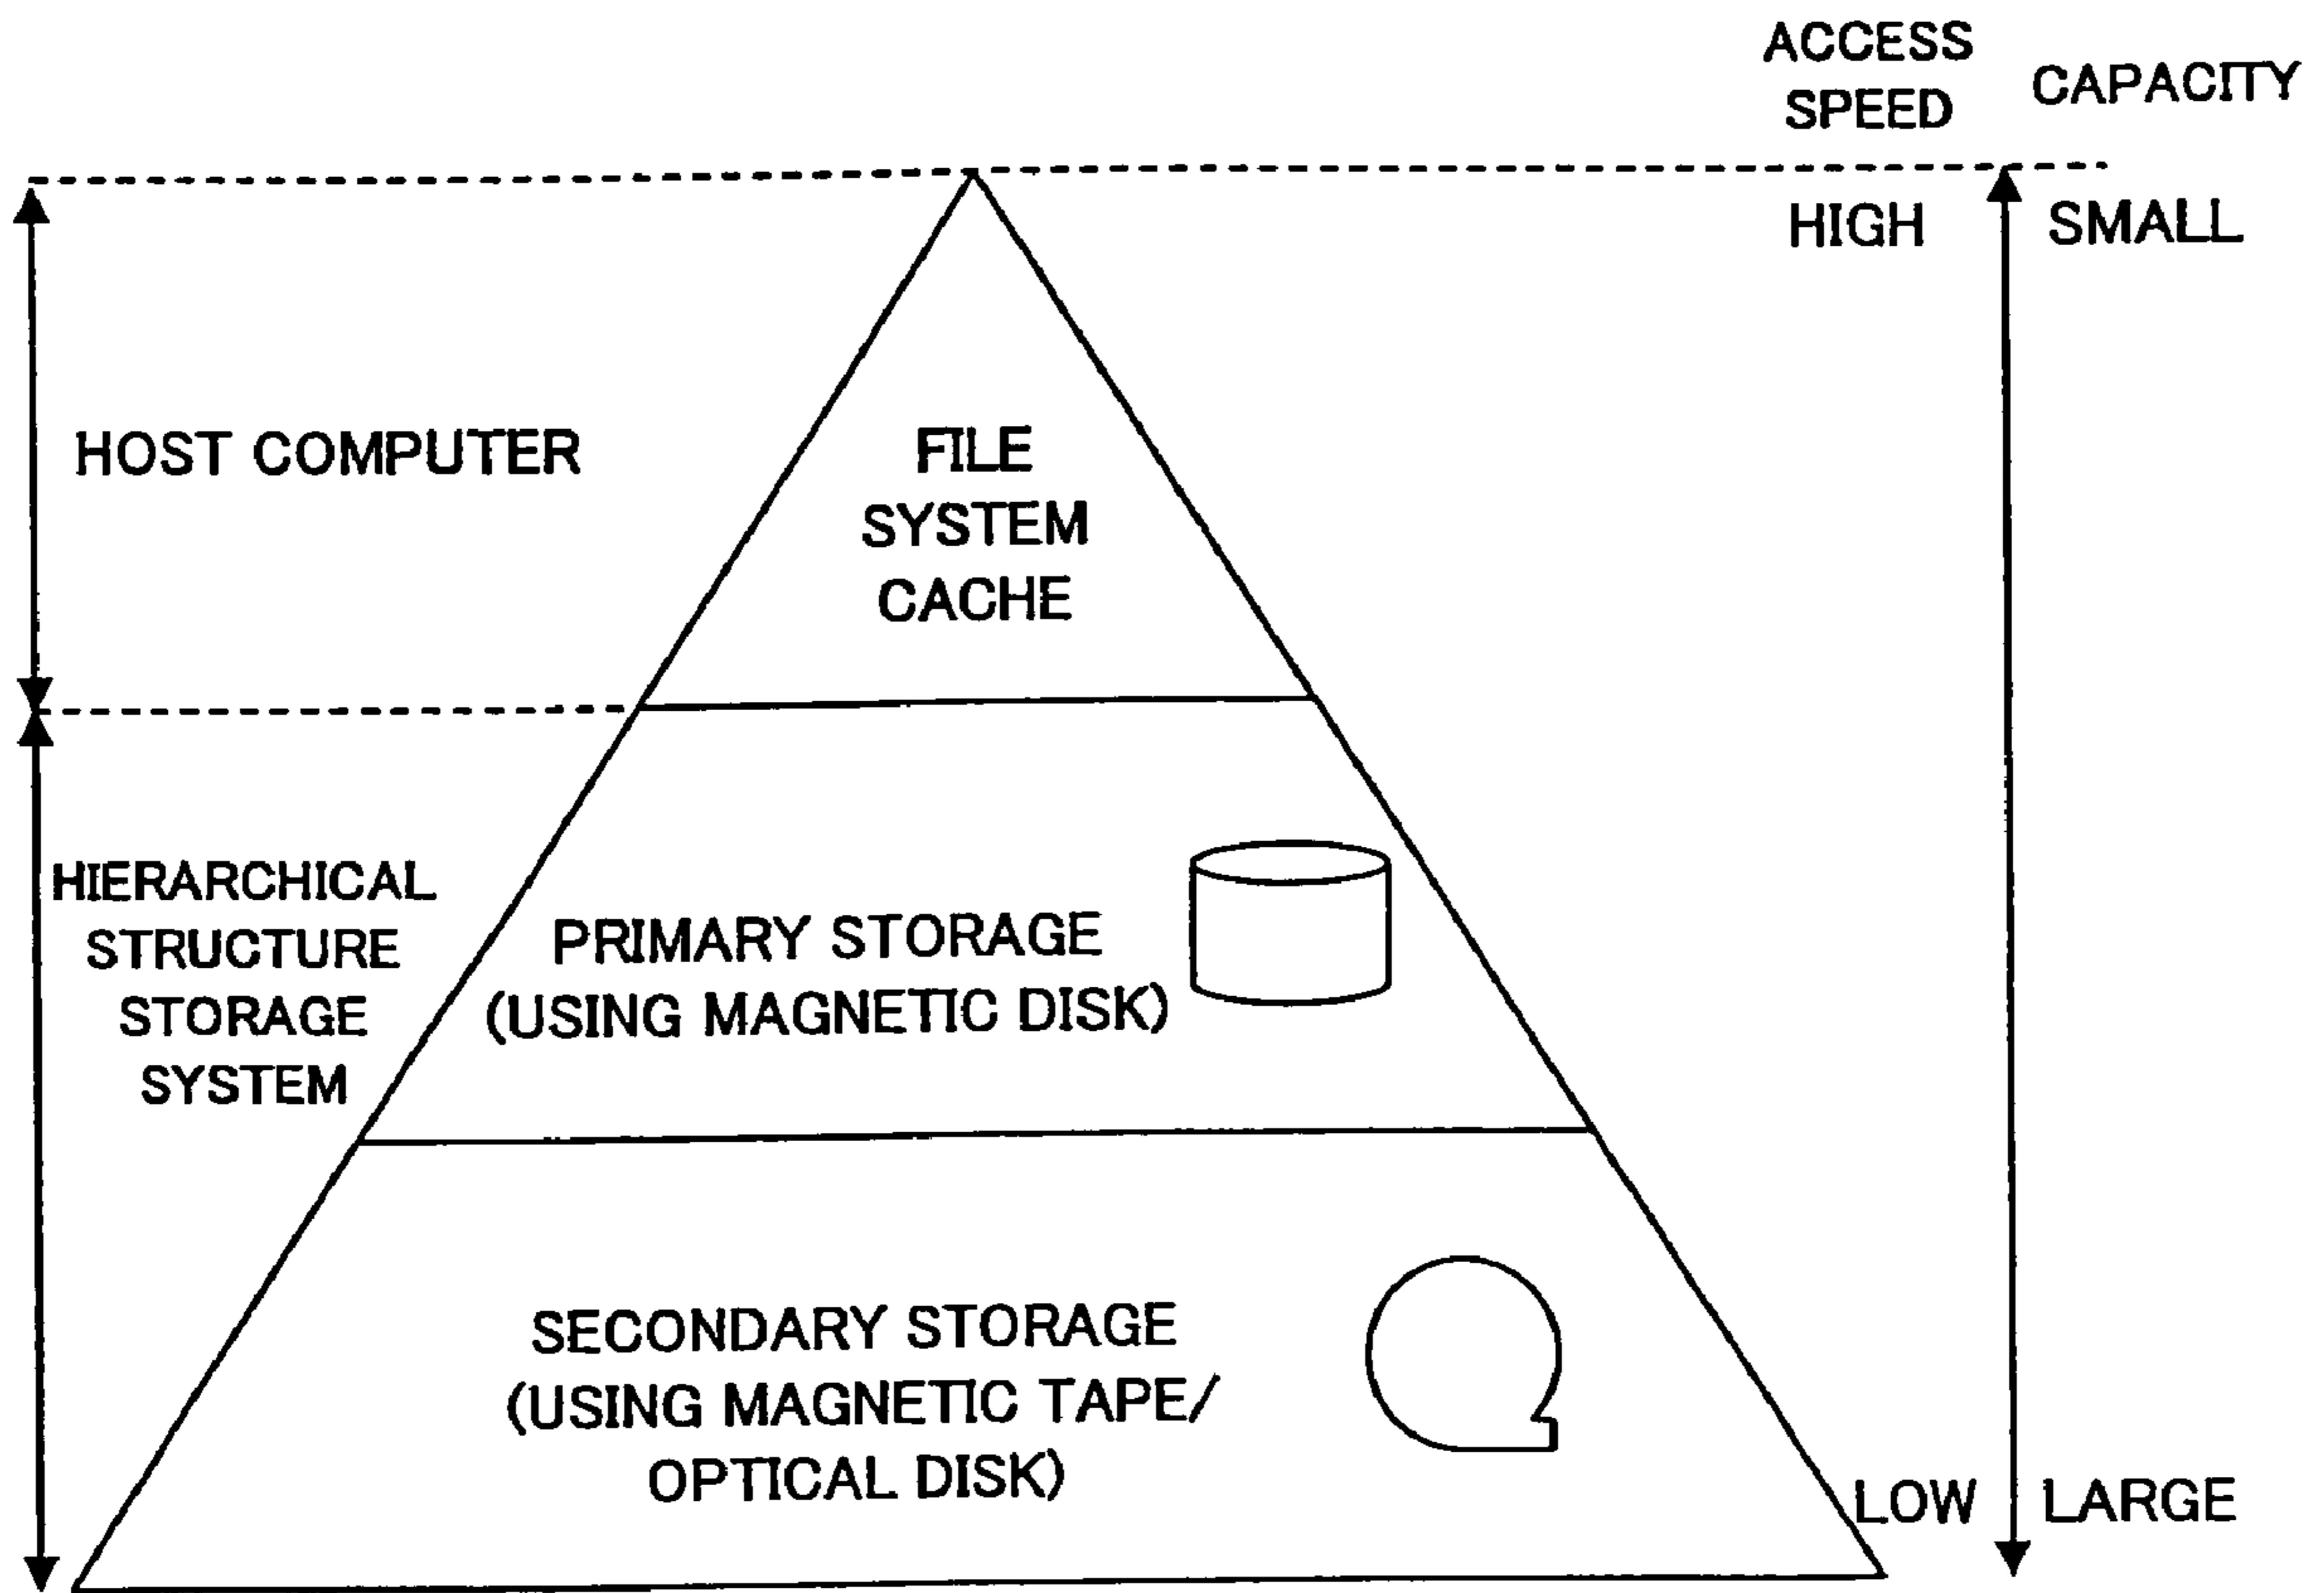 ACCESS
SPEED
CAPACITY
HIGH
SMALL
HOST COMPUTER
FILE
SYSTEM
CACHE
HIERARCHICAL
STRUCTURE
STORAGE
SYSTEM
PRIMARY STORAGE
(USING MAGNETIC DISK)
SECONDARY STORAGE
(USING MAGNETIC TAPE/
OPTICAL DISK)
LOW
LARGE